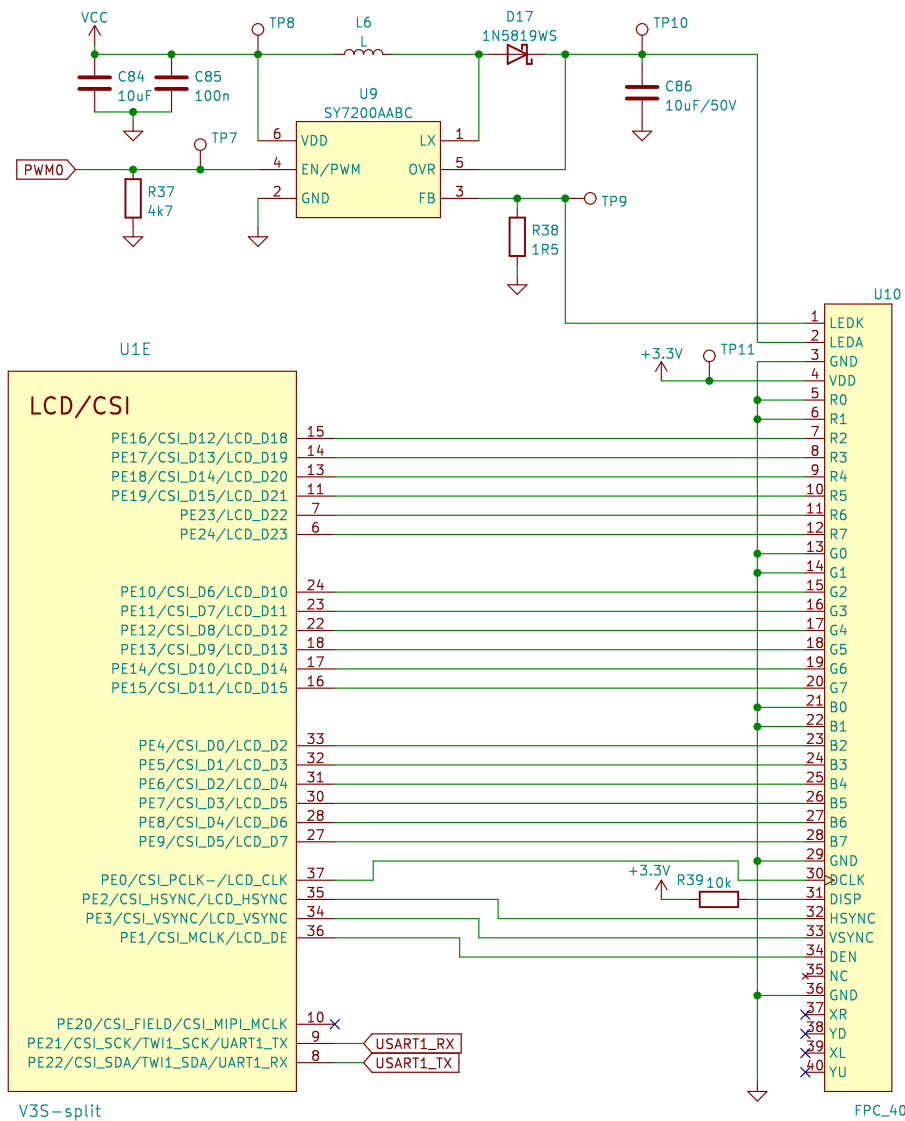 VCC
TP8
L6
L
D17
1N5819WS
TP10
C84
10uF
C85
100n
C86
10uF/50V
U9
SY7200AABC
6 VDD
4 EN/PWM
2 GND
LX 1
OVR 5
FB 3
TP7
PWM0
R37
4k7
TP9
R38
1R5
U10
1 LEDK
2 LEDA
3 GND
4 VDD
5 R0
6 R1
7 R2
8 R3
9 R4
10 R5
11 R6
12 R7
13 G0
14 G1
15 G2
16 G3
17 G4
18 G5
19 G6
20 G7
21 B0
22 B1
23 B2
24 B3
25 B4
26 B5
27 B6
28 B7
29 GND
30 DCLK
31 DISP
32 HSYNC
33 VSYNC
34 DEN
35 NC
36 GND
37 XR
38 YD
39 XL
40 YU
FPC_40
+3.3V
TP11
+3.3V
R39 10k
U1E
LCD/CSI
PE16/CSI_D12/LCD_D18 15
PE17/CSI_D13/LCD_D19 14
PE18/CSI_D14/LCD_D20 13
PE19/CSI_D15/LCD_D21 11
PE23/LCD_D22 7
PE24/LCD_D23 6
PE10/CSI_D6/LCD_D10 24
PE11/CSI_D7/LCD_D11 23
PE12/CSI_D8/LCD_D12 22
PE13/CSI_D9/LCD_D13 18
PE14/CSI_D10/LCD_D14 17
PE15/CSI_D11/LCD_D15 16
PE4/CSI_D0/LCD_D2 33
PE5/CSI_D1/LCD_D3 32
PE6/CSI_D2/LCD_D4 31
PE7/CSI_D3/LCD_D5 30
PE8/CSI_D4/LCD_D6 28
PE9/CSI_D5/LCD_D7 27
PE0/CSI_PCLK-/LCD_CLK 37
PE2/CSI_HSYNC/LCD_HSYNC 35
PE3/CSI_VSYNC/LCD_VSYNC 34
PE1/CSI_MCLK/LCD_DE 36
PE20/CSI_FIELD/CSI_MIPI_MCLK 10
PE21/CSI_SCK/TWI1_SCK/UART1_TX 9 USART1_RX
PE22/CSI_SDA/TWI1_SDA/UART1_RX 8 USART1_TX
V3S-split